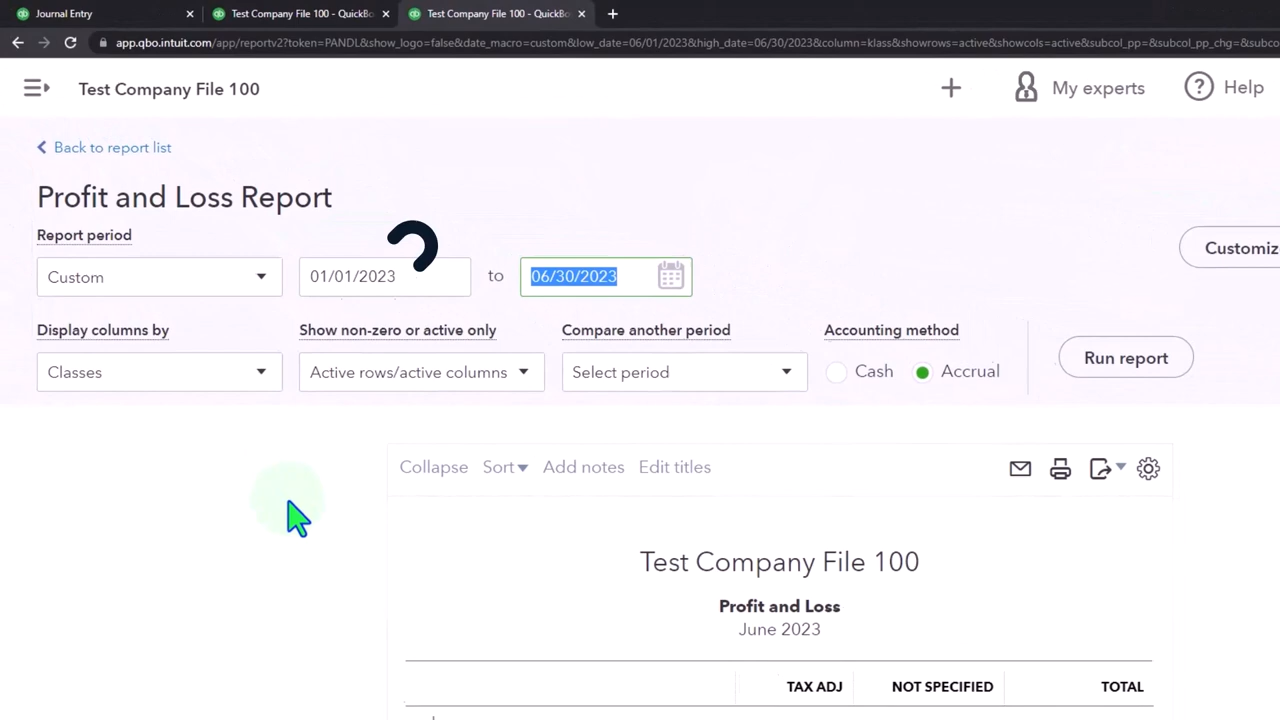 Journal Entry
Test Company File 100 - QuickBo
Test Company File 100 - QuickBo
app.qbo.intuit.com/app/reportv2?token=PANDL&show_logo=false&date_macro=custom&low_date=06/01/2023&high_date=06/30/2023&column=klass&showrows=active&showcols=active&subcol_pp=&subcol_pp_chg=&subco
Test Company File 100
My experts
Help
Back to report list
Profit and Loss Report
Report period
Customiz
Custom
01/01/2023
to
06/30/2023
Display columns by
Show non-zero or active only
Compare another period
Accounting method
Classes
Active rows/active columns
Select period
Cash
Accrual
Run report
Collapse
Sort
Add notes
Edit titles
Test Company File 100
Profit and Loss
June 2023
TAX ADJ
NOT SPECIFIED
TOTAL